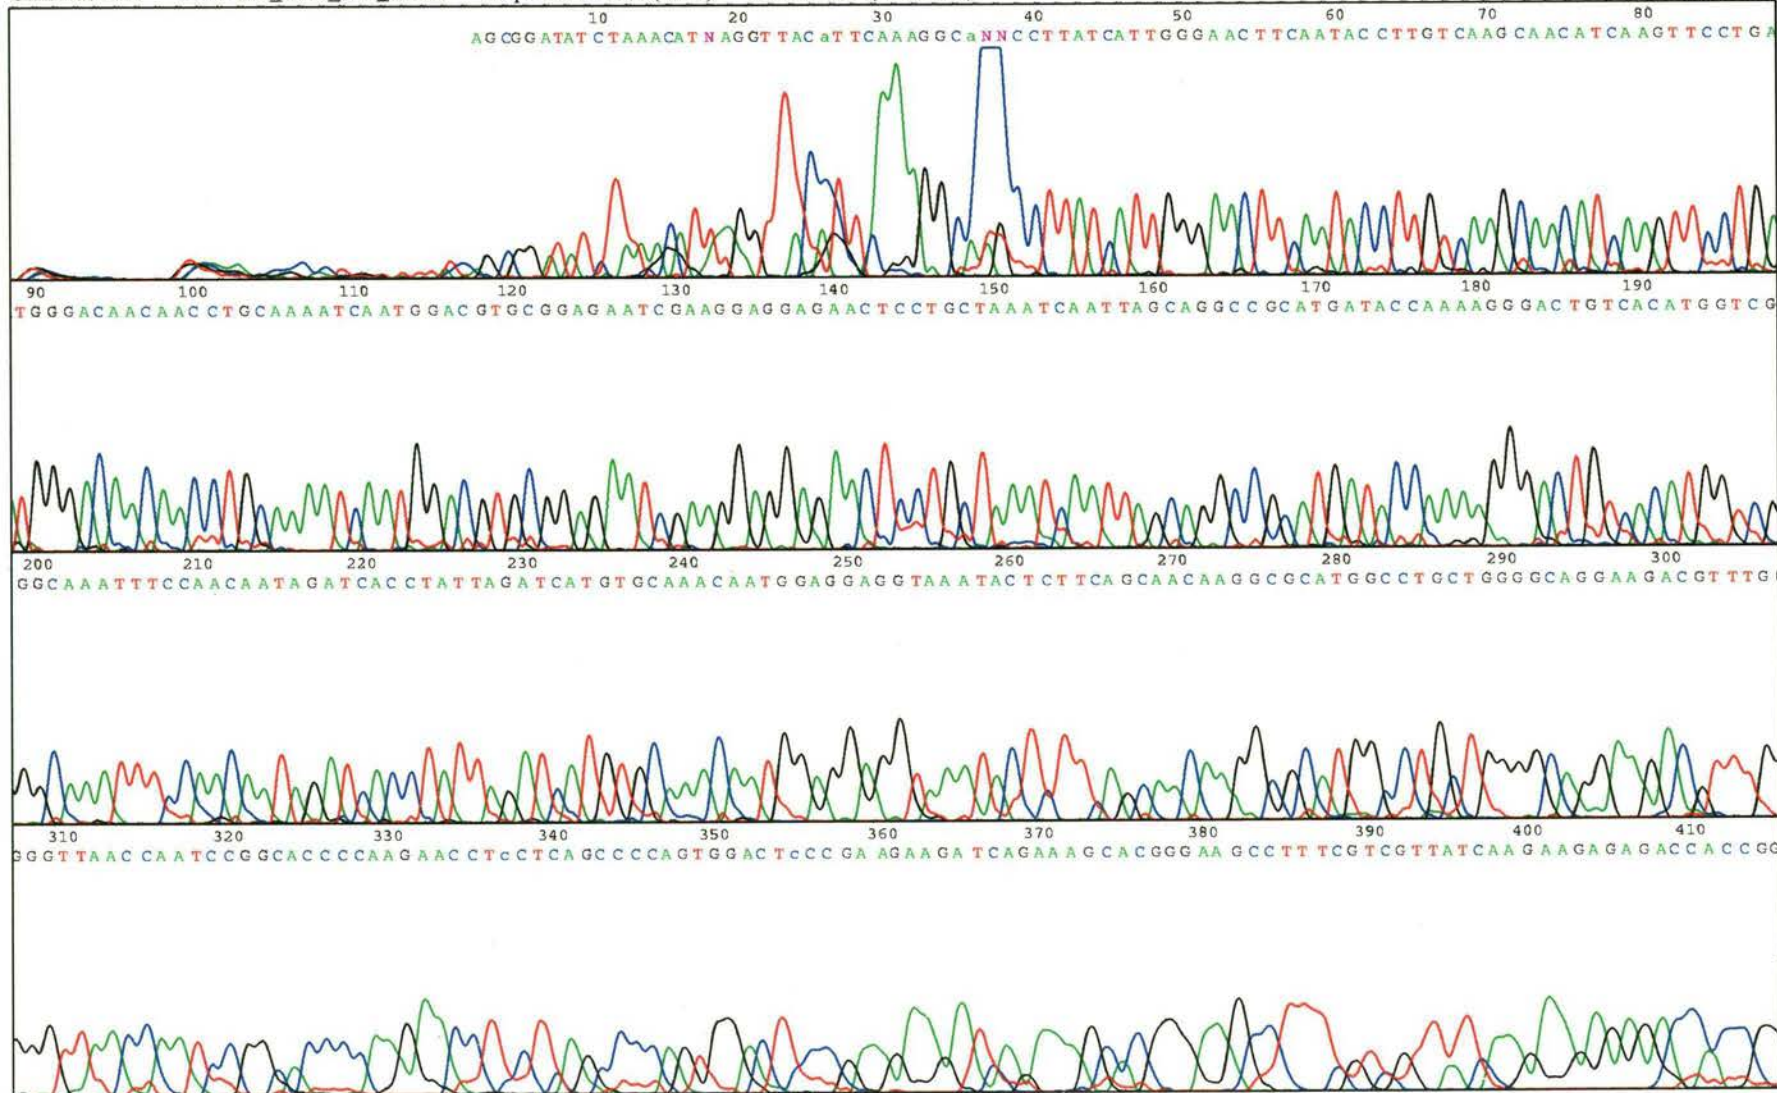 10 20 30 40 50 60 70 80
AGCGGATATCTAAACATNAGGTTACaTTCAAAGGCaNNCCTTATCATTGGGAACTTCAATACCTTGTCAAGCAACATCAAGTTCCTGA
90 100 110 120 130 140 150 160 170 180 190
TGGGACAACAACCTGCAAAATCAATGGACGTGCGGAGAATCGAAGGAGGAGAACTCCTGCTAAATCAATTAGCAGGCCGCATGATACCAAAAGGGACTGTCACATGGTCG
200 210 220 230 240 250 260 270 280 290 300
GGCAAATTTCCAACAATAGATCACCTATTAGATCATGTGCAAACAATGGAGGAGGTAAATACTCTTCAGCAACAAGGCGCATGGCCTGCTGGGGCAGGAAGACGTTTG
310 320 330 340 350 360 370 380 390 400 410
GGGTTAACCAATCCGGCACCCCAAGAACCTcCTCAGCCCCAGTGGACTcCCGAAGAAGATCAGAAAGCACGGGAAGCCTTTCGTCGTTATCAAGAAGAGAGACCACCGG